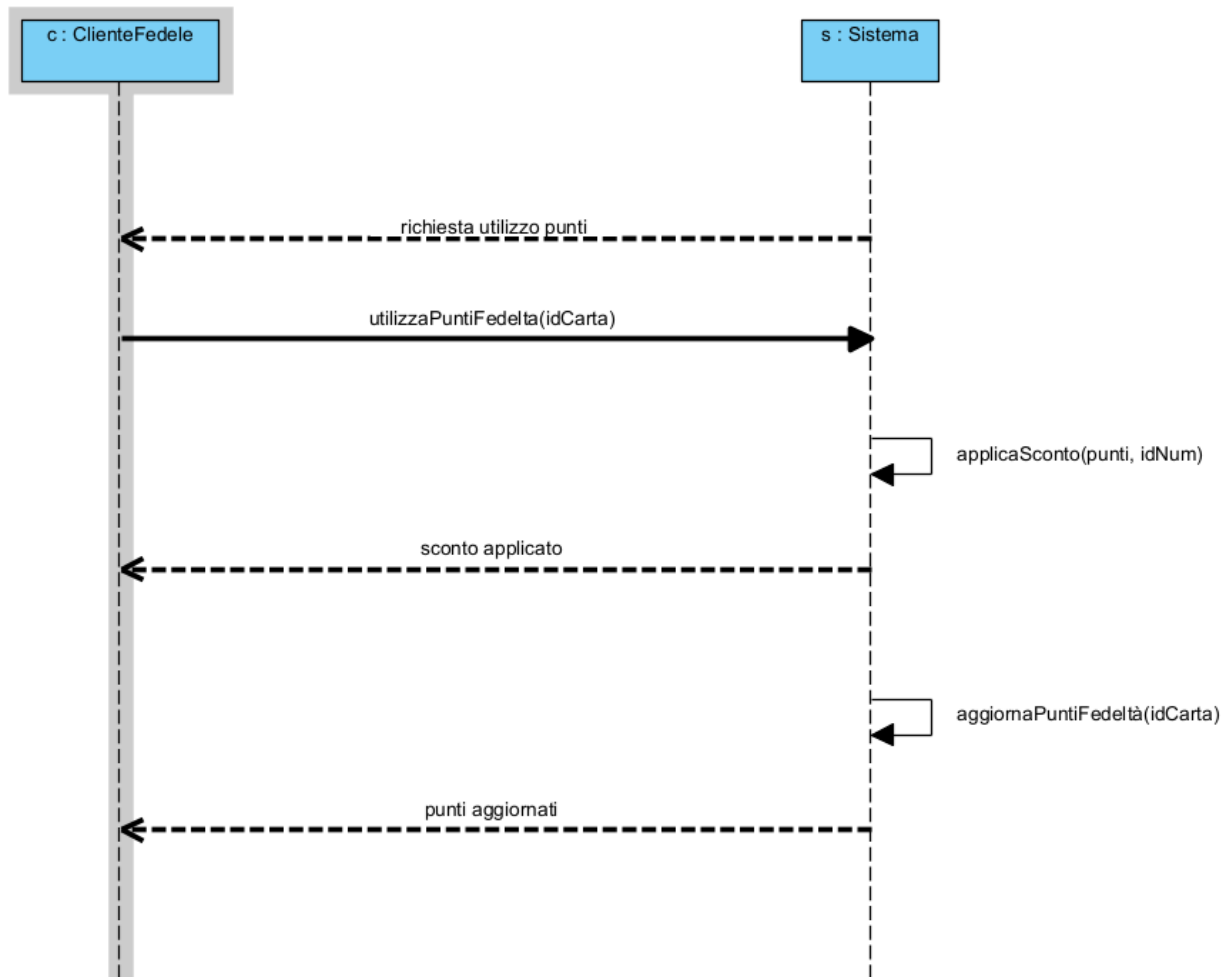 c : ClienteFedele
s : Sistema
richiesta utilizzo punti
utilizzaPuntiFedelta(idCarta)
applicaSconto(punti, idNum)
sconto applicato
aggiornaPuntiFedeltà(idCarta)
punti aggiornati